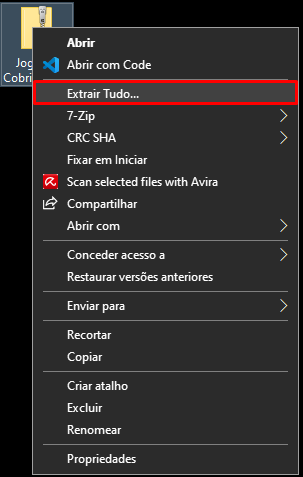 Jog
Cobri
Abrir
Abrir com Code
Extrair Tudo...
7-Zip
CRC SHA
Fixar em Iniciar
Scan selected files with Avira
Compartilhar
Abrir com
Conceder acesso a
Restaurar versões anteriores
Enviar para
Recortar
Copiar
Criar atalho
Excluir
Renomear
Propriedades